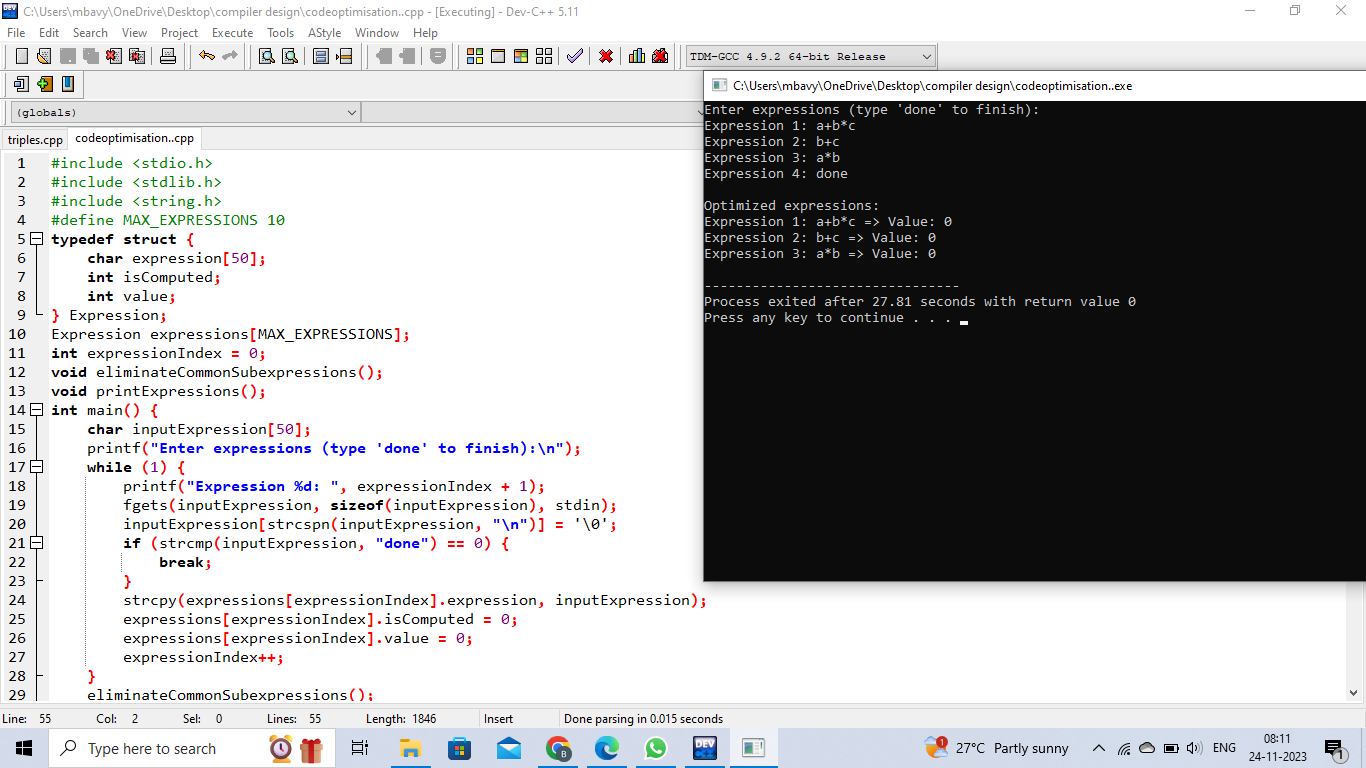 C:\Users\mbavy\OneDrive\Desktop\compiler design\codeoptimisation..cpp - [Executing] - Dev-C++ 5.11
File Edit Search View Project Execute Tools AStyle Window Help
TDM-GCC 4.9.2 64-bit Release
(globals)
triples.cpp codeoptimisation..cpp
1 #include <stdio.h>
2 #include <stdlib.h>
3 #include <string.h>
4 #define MAX_EXPRESSIONS 10
5 typedef struct {
6 char expression[50];
7 int isComputed;
8 int value;
9 } Expression;
10 Expression expressions[MAX_EXPRESSIONS];
11 int expressionIndex = 0;
12 void eliminateCommonSubexpressions();
13 void printExpressions();
14 int main() {
15 char inputExpression[50];
16 printf("Enter expressions (type 'done' to finish):\n");
17 while (1) {
18 printf("Expression %d: ", expressionIndex + 1);
19 fgets(inputExpression, sizeof(inputExpression), stdin);
20 inputExpression[strcspn(inputExpression, "\n")] = '\0';
21 if (strcmp(inputExpression, "done") == 0) {
22 break;
23 }
24 strcpy(expressions[expressionIndex].expression, inputExpression);
25 expressions[expressionIndex].isComputed = 0;
26 expressions[expressionIndex].value = 0;
27 expressionIndex++;
28 }
29 eliminateCommonSubexpressions();
C:\Users\mbavy\OneDrive\Desktop\compiler design\codeoptimisation..exe
Enter expressions (type 'done' to finish):
Expression 1: a+b*c
Expression 2: b+c
Expression 3: a*b
Expression 4: done
Optimized expressions:
Expression 1: a+b*c => Value: 0
Expression 2: b+c => Value: 0
Expression 3: a*b => Value: 0
--------------------------------
Process exited after 27.81 seconds with return value 0
Press any key to continue . . .
Line: 55 Col: 2 Sel: 0 Lines: 55 Length: 1846 Insert Done parsing in 0.015 seconds
Type here to search
DEV
B
1
27°C Partly sunny
ENG
08:11
24-11-2023
1